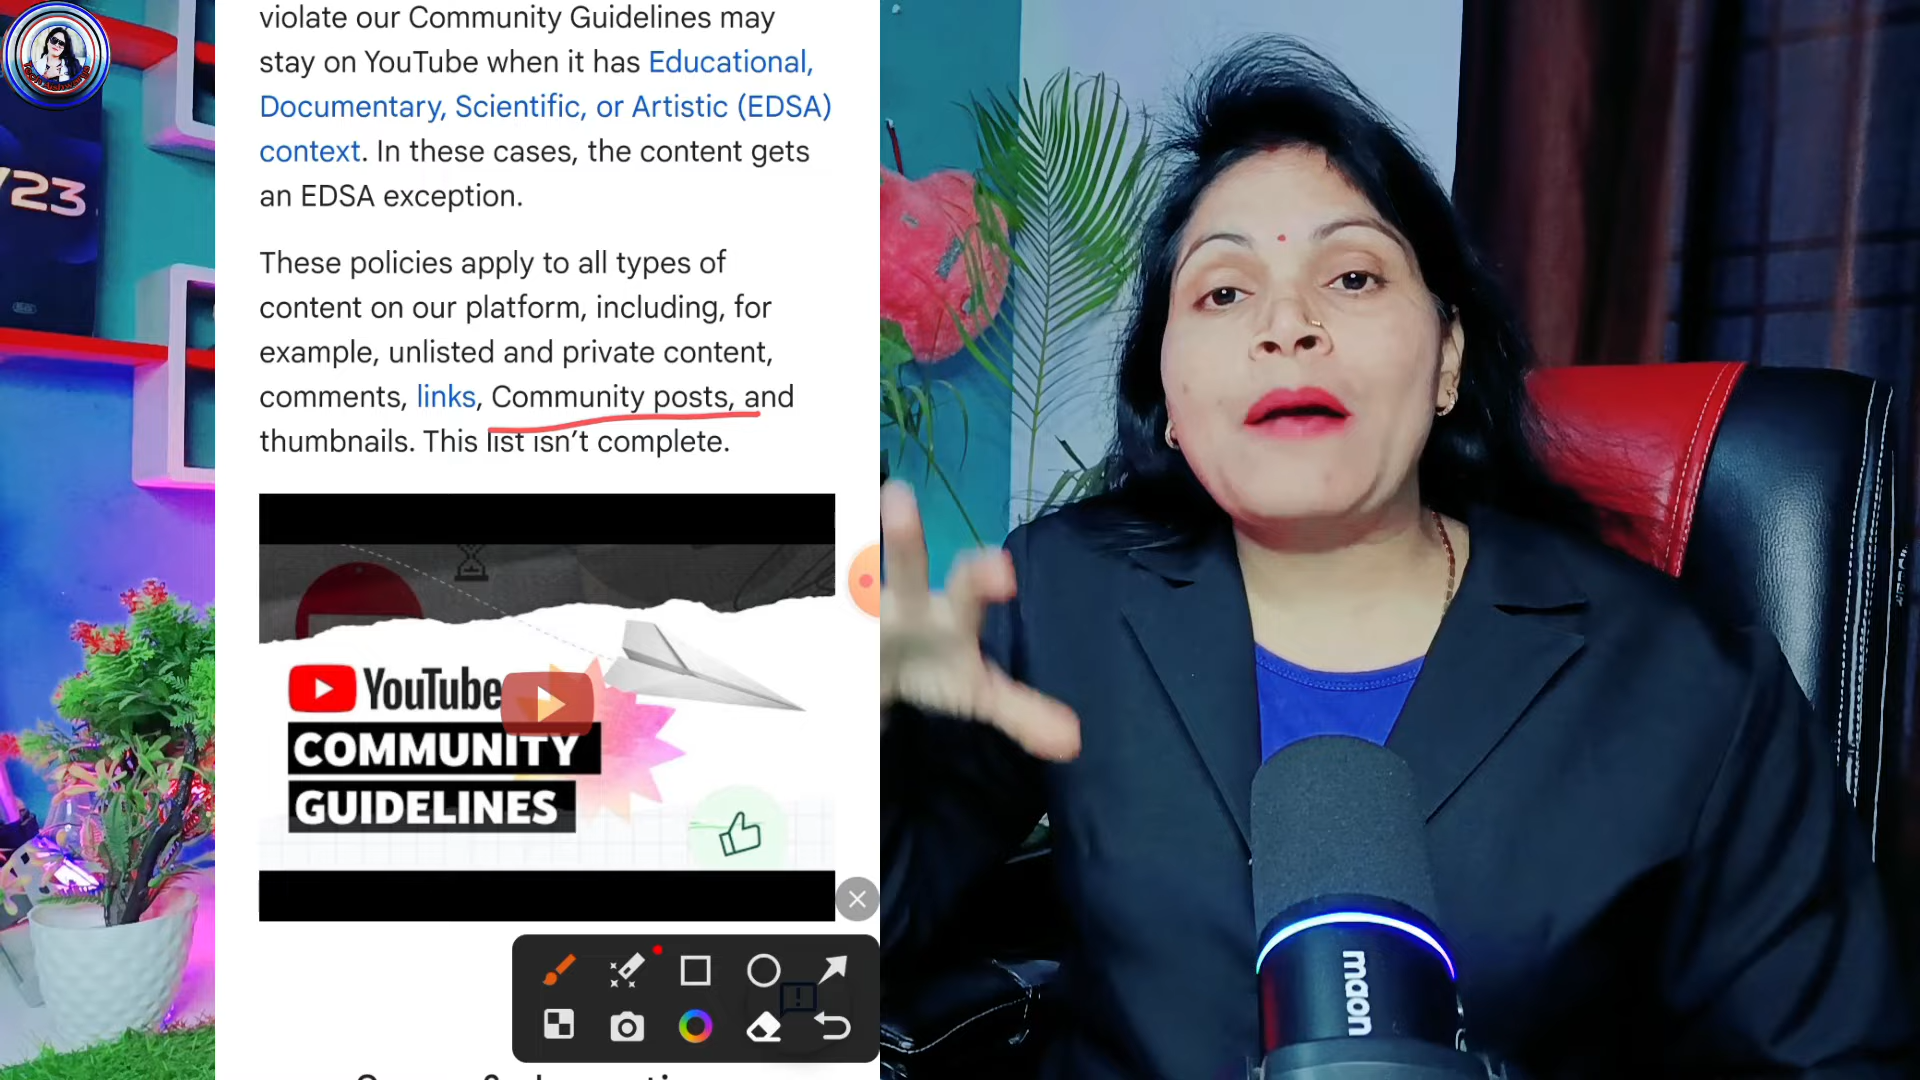 violate our Community Guidelines may
stay on YouTube when it has Educational,
Documentary, Scientific, or Artistic (EDSA)
context. In these cases, the content gets
an EDSA exception.
These policies apply to all types of
content on our platform, including, for
example, unlisted and private content,
comments, links, Community posts, and
thumbnails. This list isn't complete.
YouTube
COMMUNITY
GUIDELINES
maon